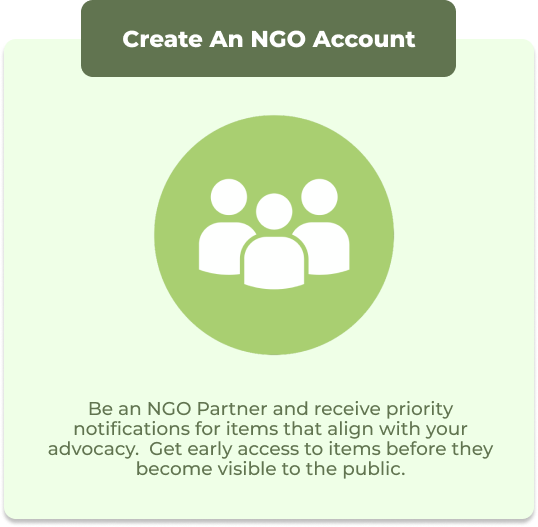 Create An NGO Account
Be an NGO Partner and receive priority
notifications for items that align with your
advocacy.  Get early access to items before they
become visible to the public.